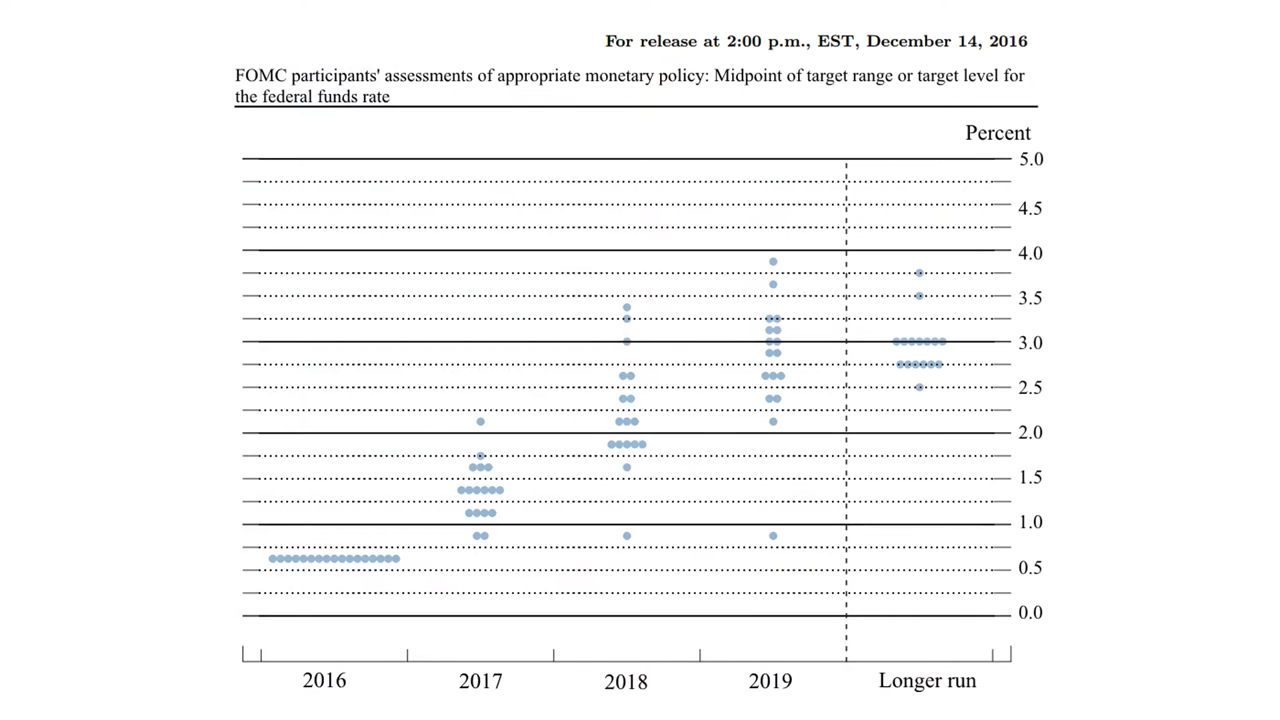 For release at 2:00 p.m., EST, December 14, 2016
FOMC participants' assessments of appropriate monetary policy: Midpoint of target range or target level for
the federal funds rate
Percent
5.0
4.5
4.0
3.5
3.0
2.5
2.0
1.5
1.0
0.5
0.0
2016 2017 2018 2019 Longer run